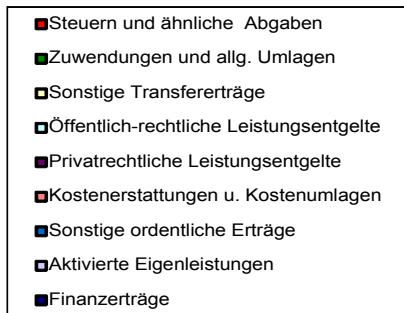 Steuern und ähnliche Abgaben
Zuwendungen und allg. Umlagen
Sonstige Transfererträge
Öffentlich-rechtliche Leistungsentgelte
Privatrechtliche Leistungsentgelte
Kostenerstattungen u. Kostenumlagen
Sonstige ordentliche Erträge
Aktivierte Eigenleistungen
Finanzerträge